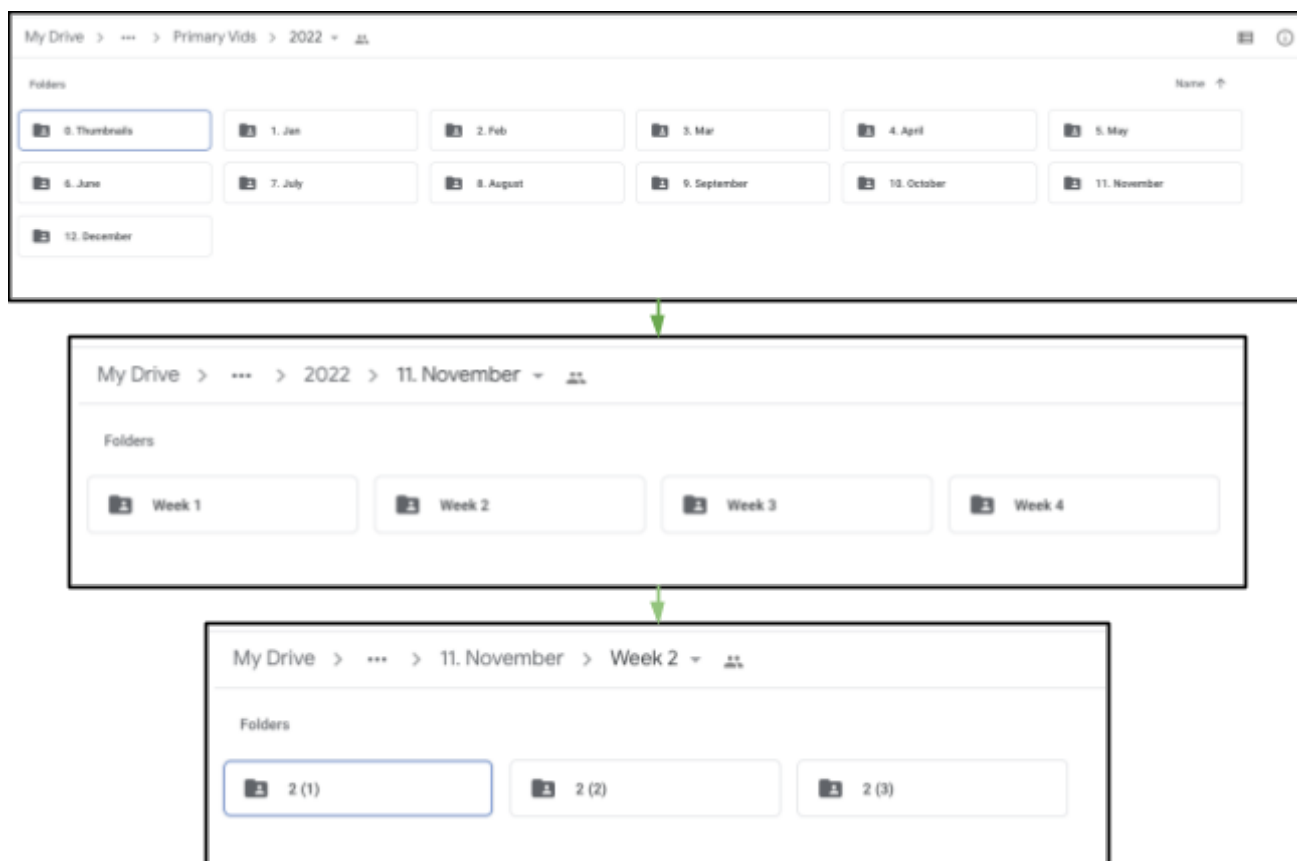 My Drive > ... > Primary Vids > 2022
Folders Name ↑
0. Thumbnails 1. Jan 2. Feb 3. Mar 4. April 5. May
6. June 7. July 8. August 9. September 10. October 11. November
12. December
My Drive > ... > 2022 > 11. November
Folders
Week 1 Week 2 Week 3 Week 4
My Drive > ... > 11. November > Week 2
Folders
2 (1) 2 (2) 2 (3)